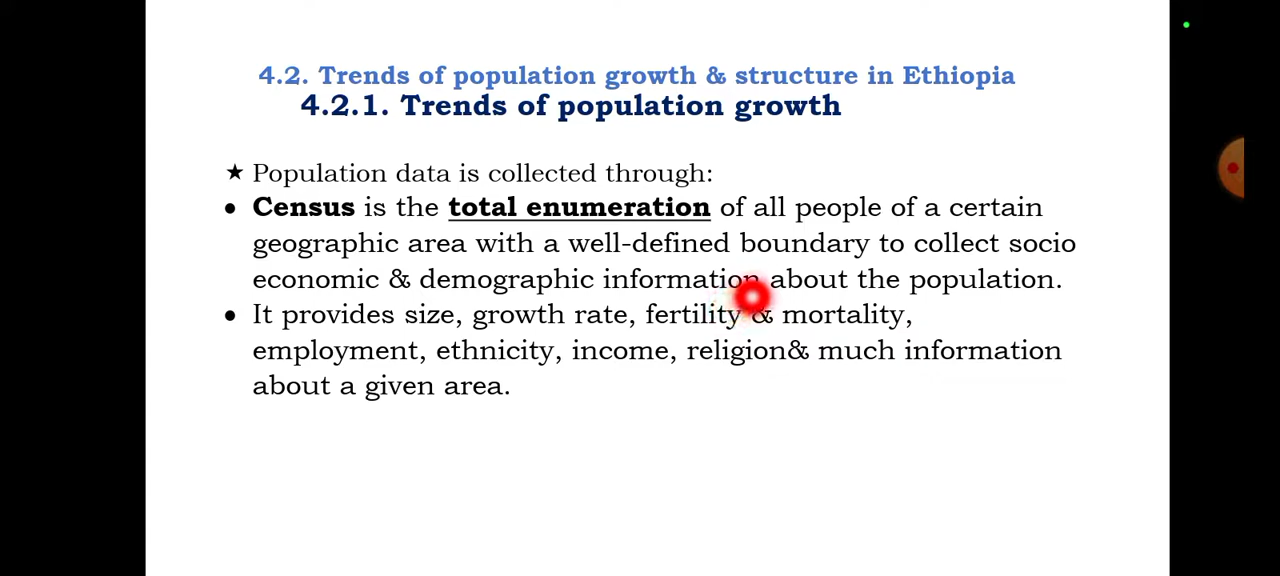 4.2. Trends of population growth & structure in Ethiopia
4.2.1. Trends of population growth
★ Population data is collected through:
● Census is the total enumeration of all people of a certain
geographic area with a well-defined boundary to collect socio
economic & demographic information about the population.
● It provides size, growth rate, fertility & mortality,
employment, ethnicity, income, religion& much information
about a given area.